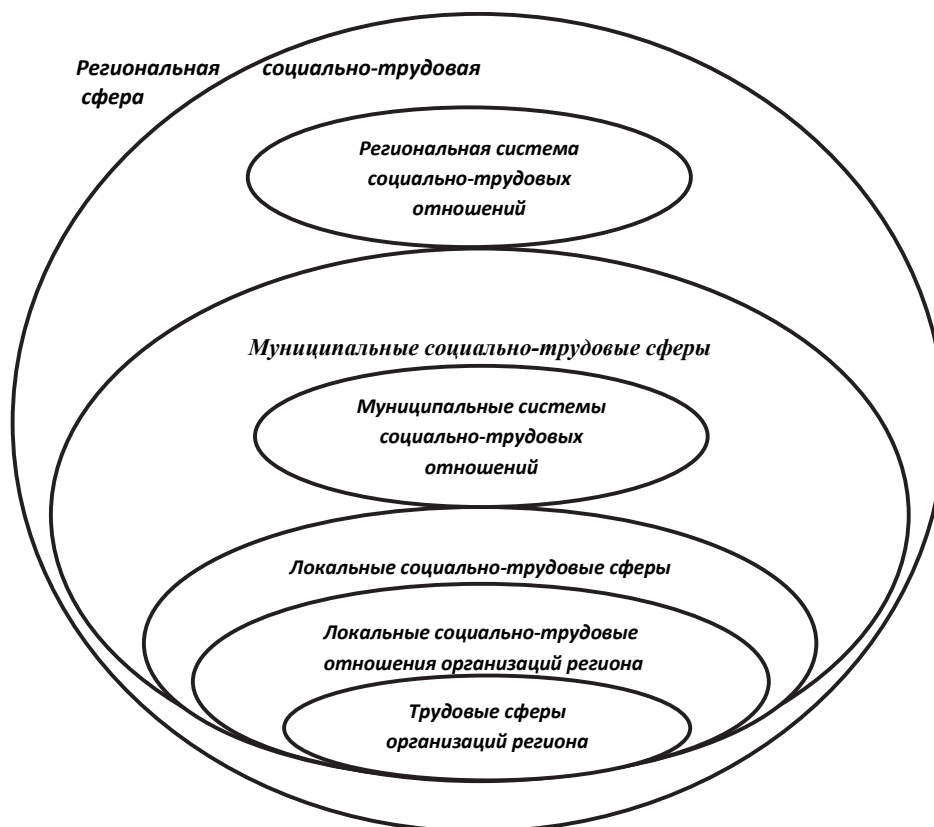 Региональная социально-трудовая
сфера
Региональная система
социально-трудовых
отношений
Муниципальные социально-трудовые сферы
Муниципальные системы
социально-трудовых
отношений
Локальные социально-трудовые сферы
Локальные социально-трудовые
отношения организаций региона
Трудовые сферы
организаций региона